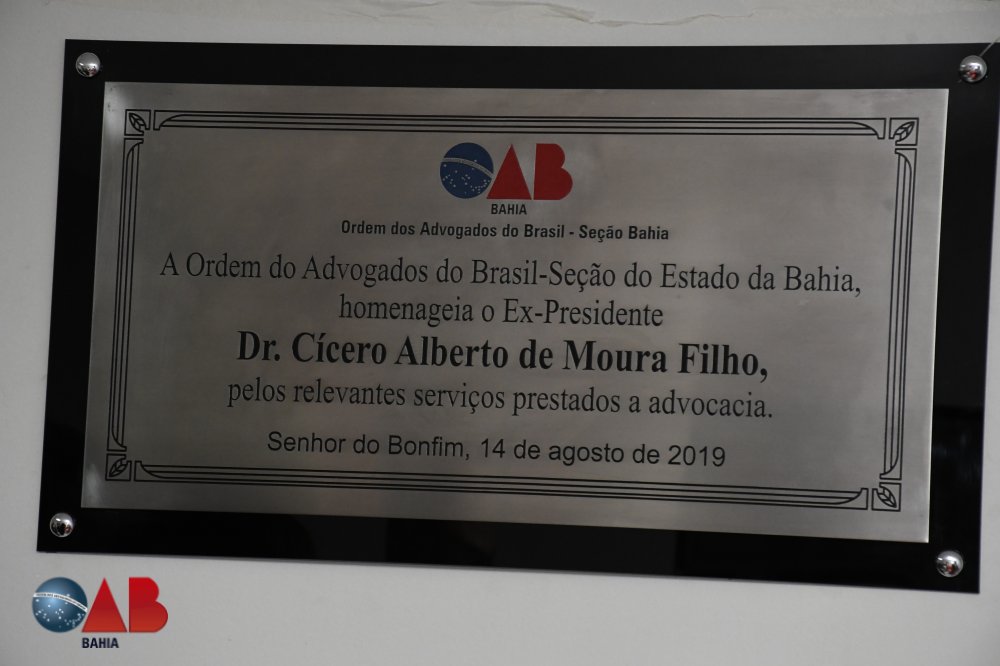 OAB
BAHIA
Ordem dos Advogados do Brasil - Seção Bahia
A Ordem do Advogados do Brasil-Seção do Estado da Bahia,
homenageia o Ex-Presidente
Dr. Cícero Alberto de Moura Filho,
pelos relevantes serviços prestados a advocacia.
Senhor do Bonfim, 14 de agosto de 2019
OAB
BAHIA